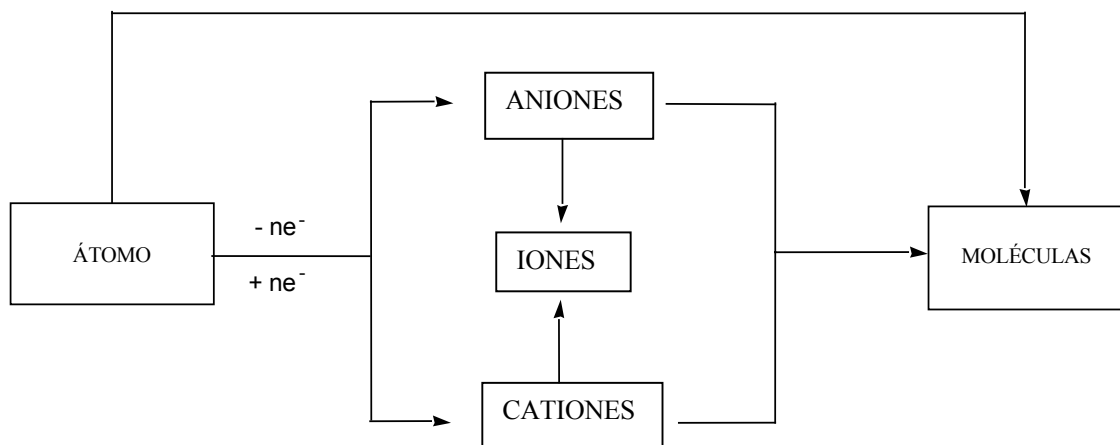 ANIONES
- ne-
ÁTOMO
IONES
MOLÉCULAS
+ ne-
CATIONES